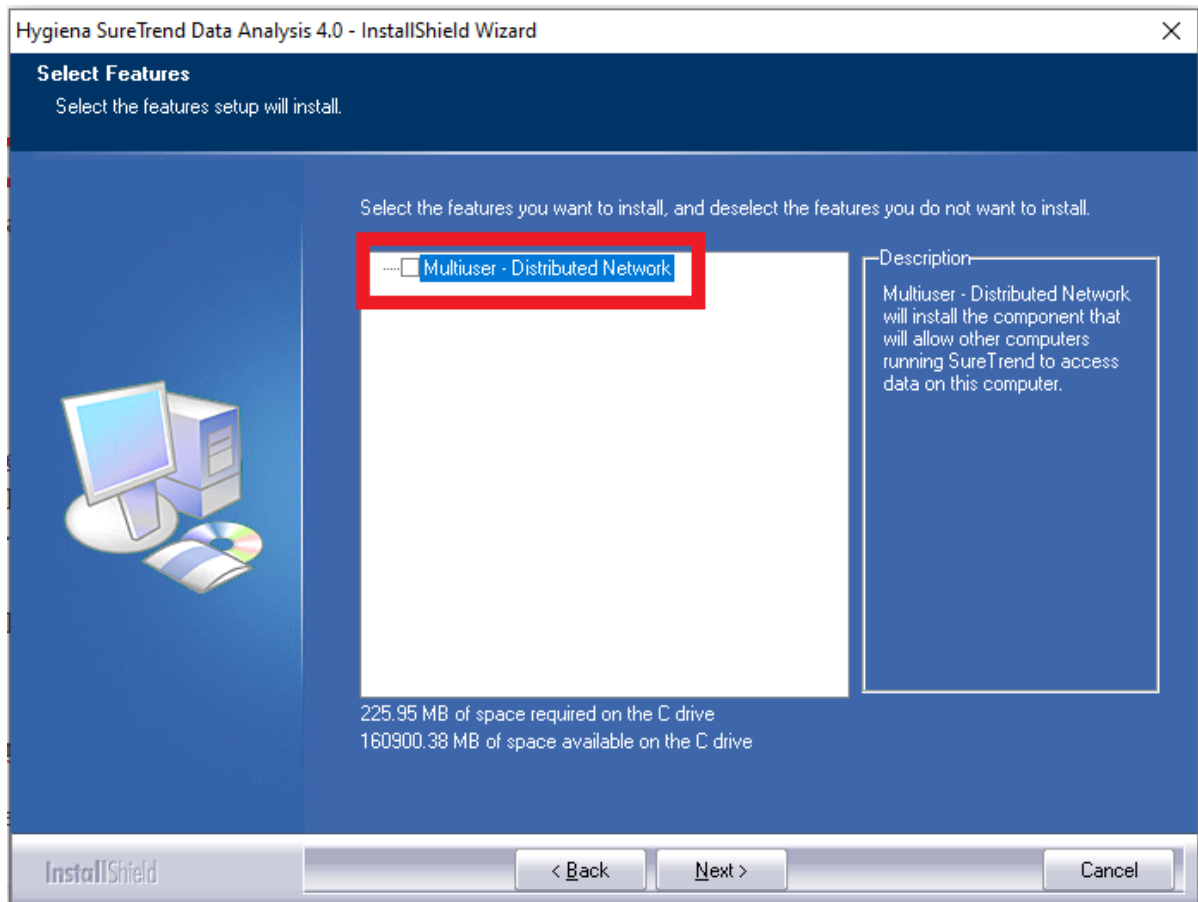 Hygiena SureTrend Data Analysis 4.0 - InstallShield Wizard
Select Features
Select the features setup will install.
Select the features you want to install, and deselect the features you do not want to install.
Multiuser - Distributed Network
Description
Multiuser - Distributed Network
will install the component that
will allow other computers
running SureTrend to access
data on this computer.
225.95 MB of space required on the C drive
160900.38 MB of space available on the C drive
InstallShield
< Back
Next >
Cancel